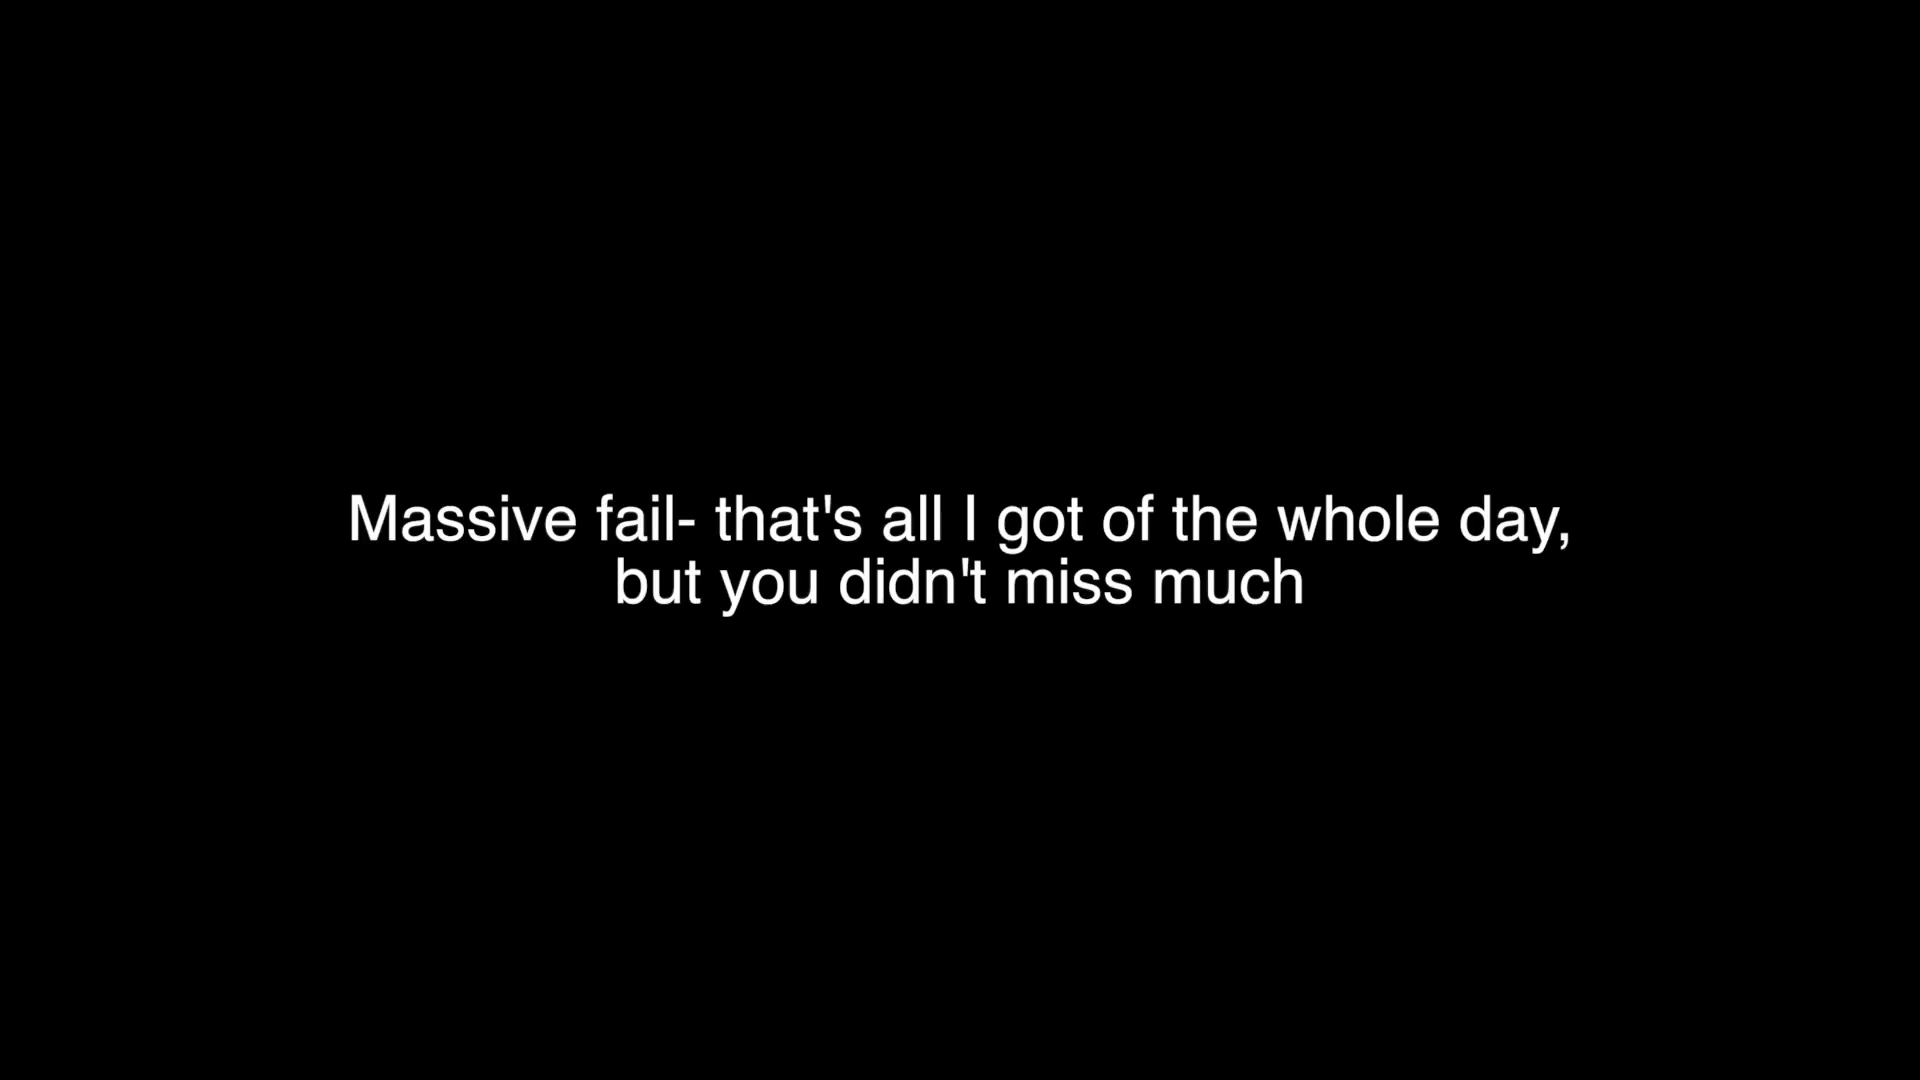 Massive fail- that's all I got of the whole day,
but you didn't miss much